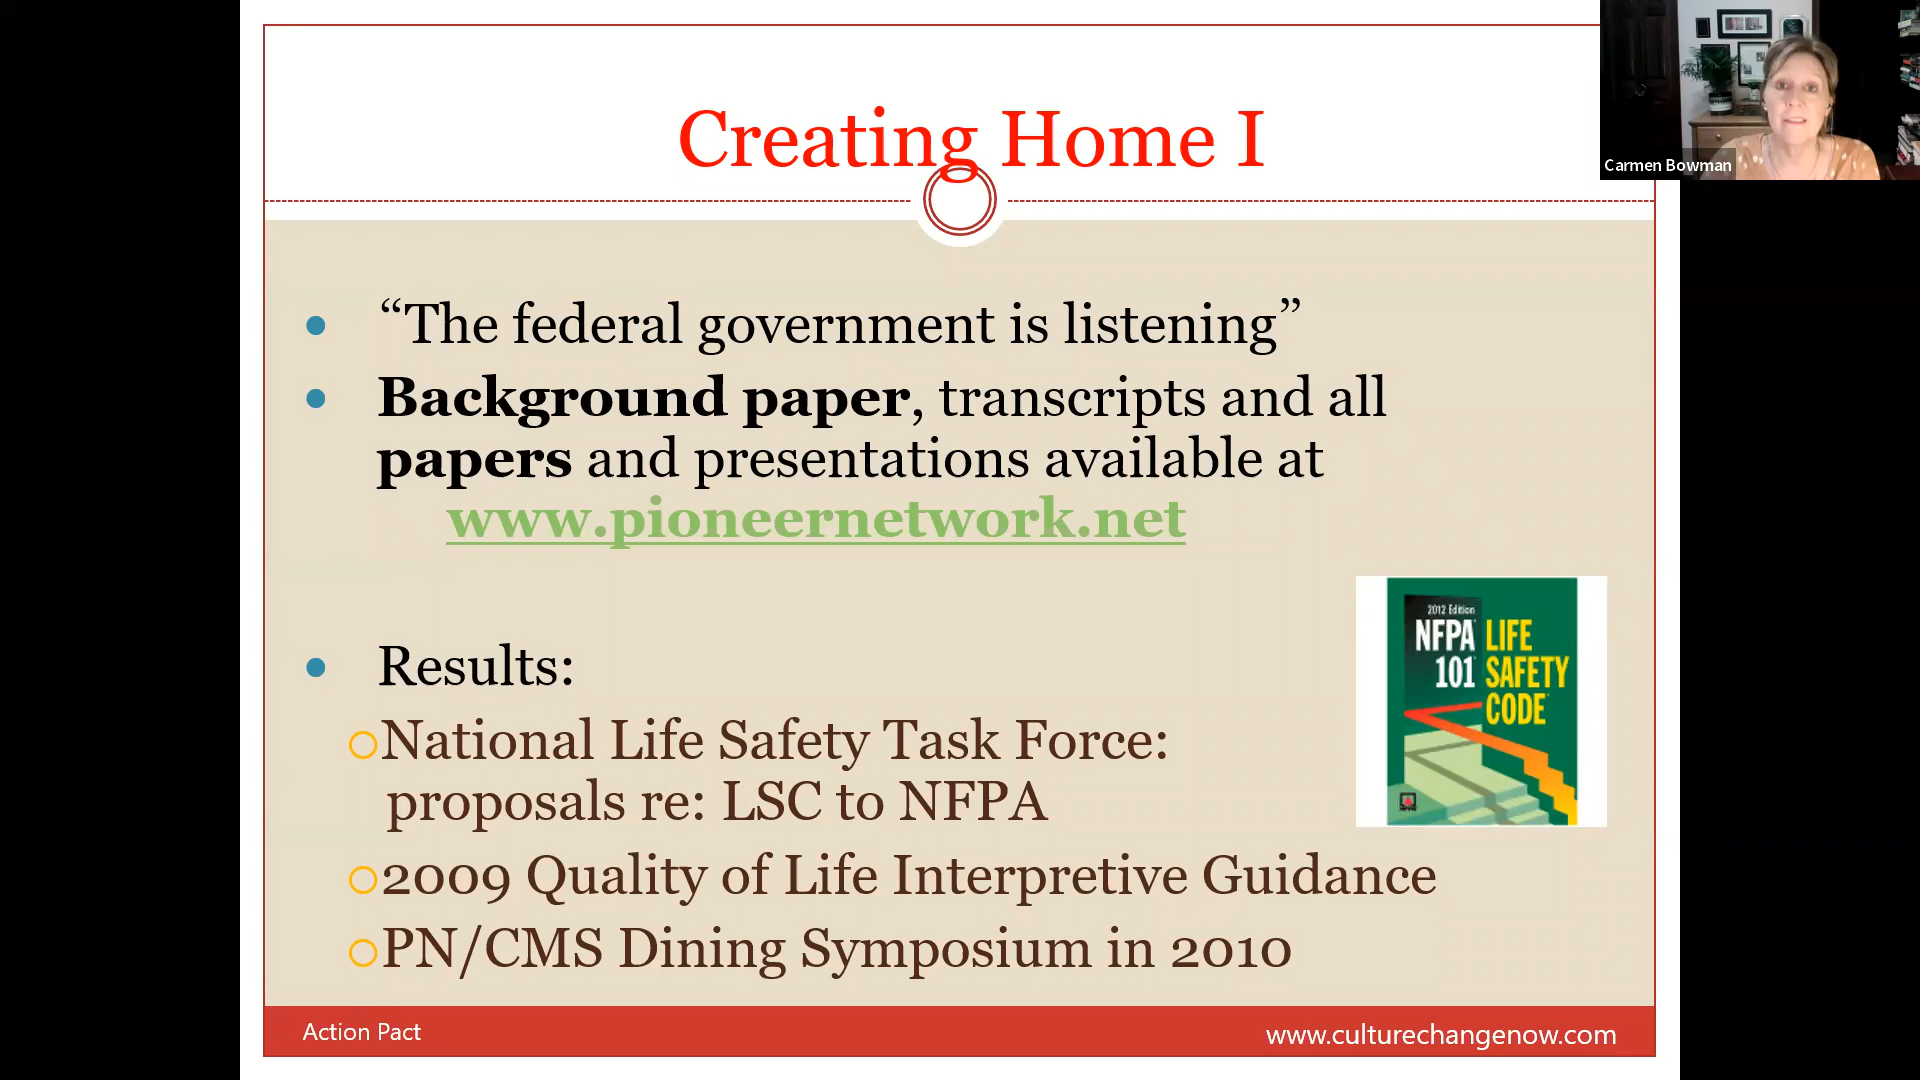 Creating Home I
Carmen Bowman
“The federal government is listening”
Background paper, transcripts and all
papers and presentations available at
www.pioneernetwork.net
Results:
National Life Safety Task Force:
proposals re: LSC to NFPA
2009 Quality of Life Interpretive Guidance
PN/CMS Dining Symposium in 2010
2012 Edition
NFPA 101
LIFE SAFETY CODE
Action Pact
www.culturechangenow.com